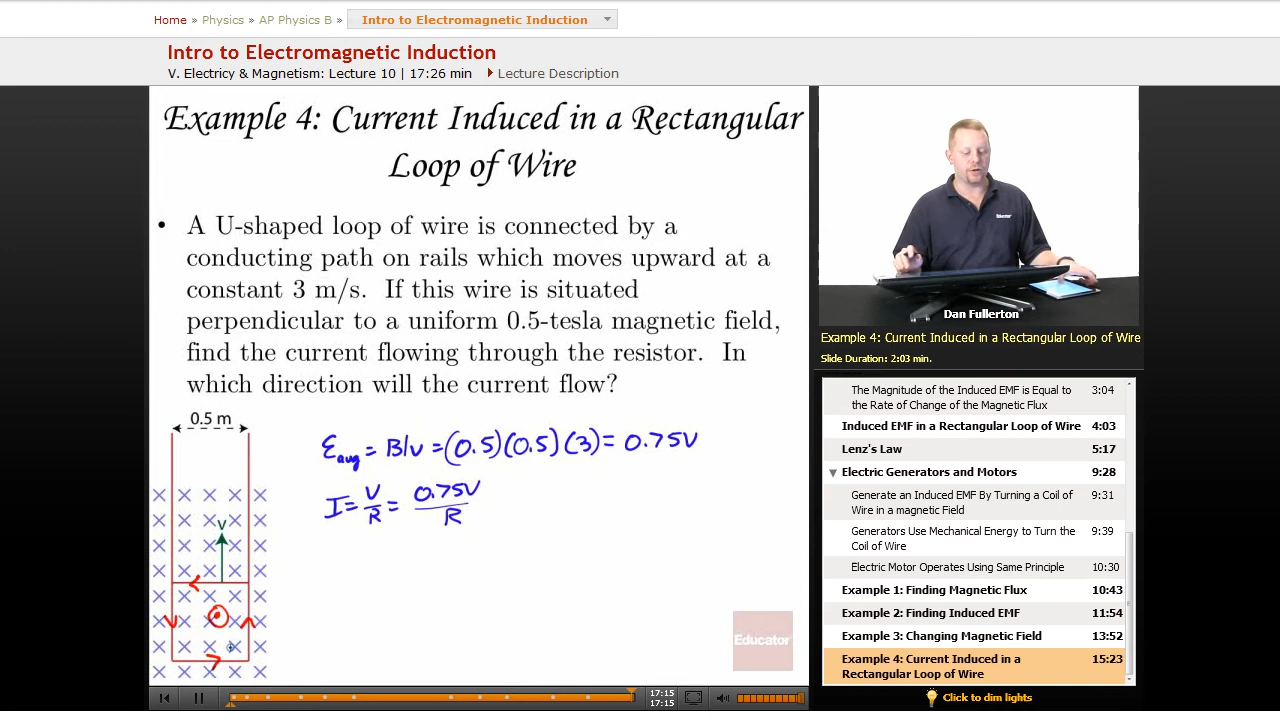 Home » Physics » AP Physics B » Intro to Electromagnetic Induction
Intro to Electromagnetic Induction
V. Electricy & Magnetism: Lecture 10 | 17:26 min Lecture Description
Example 4: Current Induced in a Rectangular
Loop of Wire
• A U-shaped loop of wire is connected by a
conducting path on rails which moves upward at a
constant 3 m/s. If this wire is situated
perpendicular to a uniform 0.5-tesla magnetic field,
find the current flowing through the resistor. In
which direction will the current flow?
0.5 m
v
Ɛavg = Blv = (0.5)(0.5)(3) = 0.75V
I = V/R = 0.75V/R
Educator
Educator
Dan Fullerton
Example 4: Current Induced in a Rectangular Loop of Wire
Slide Duration: 2:03 min.
The Magnitude of the Induced EMF is Equal to 3:04
the Rate of Change of the Magnetic Flux
Induced EMF in a Rectangular Loop of Wire 4:03
Lenz's Law 5:17
Electric Generators and Motors 9:28
Generate an Induced EMF By Turning a Coil of 9:31
Wire in a magnetic Field
Generators Use Mechanical Energy to Turn the 9:39
Coil of Wire
Electric Motor Operates Using Same Principle 10:30
Example 1: Finding Magnetic Flux 10:43
Example 2: Finding Induced EMF 11:54
Example 3: Changing Magnetic Field 13:52
Example 4: Current Induced in a 15:23
Rectangular Loop of Wire
17:15
17:15
Click to dim lights